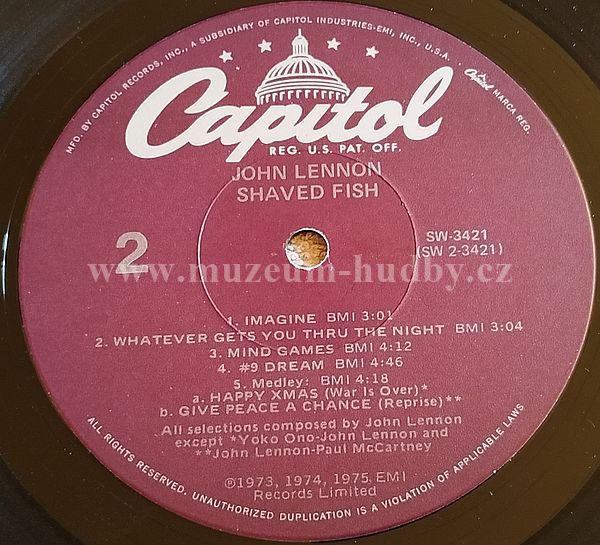 MFD. BY CAPITOL RECORDS, INC., A SUBSIDIARY OF CAPITOL INDUSTRIES-EMI, INC., U.S.A.
Capitol MARCA REG.
Capitol
REG. U.S. PAT. OFF.
JOHN LENNON
SHAVED FISH
2
SW-3421
(SW 2-3421)
www.muzeum-hudby.cz
1. IMAGINE BMI 3:01
2. WHATEVER GETS YOU THRU THE NIGHT BMI 3:04
3. MIND GAMES BMI 4:12
4. #9 DREAM BMI 4:46
5. Medley: BMI 4:18
a. HAPPY XMAS (War Is Over)*
b. GIVE PEACE A CHANCE (Reprise)**
All selections composed by John Lennon
except *Yoko Ono-John Lennon and
**John Lennon-Paul McCartney
℗1973, 1974, 1975 EMI
Records Limited
ALL RIGHTS RESERVED. UNAUTHORIZED DUPLICATION IS A VIOLATION OF APPLICABLE LAWS